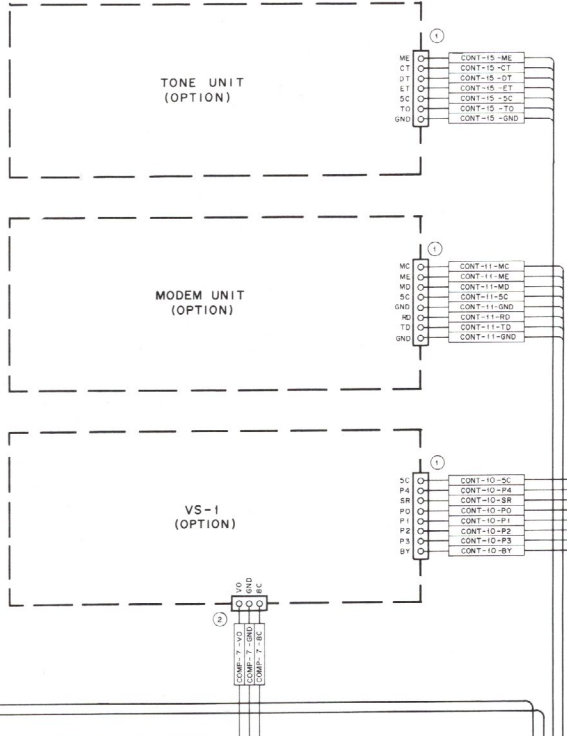 1
ME CONT-15-ME
CT CONT-15-CT
DT CONT-15-DT
ET CONT-15-ET
5C CONT-15-5C
TO CONT-15-TO
GND CONT-15-GND
TONE UNIT
(OPTION)
1
MC CONT-11-MC
ME CONT-11-ME
MD CONT-11-MD
5C CONT-11-5C
GND CONT-11-GND
RD CONT-11-RD
TD CONT-11-TD
GND CONT-11-GND
MODEM UNIT
(OPTION)
1
5C CONT-10-5C
P4 CONT-10-P4
SR CONT-10-SR
PO CONT-10-PO
P1 CONT-10-P1
P2 CONT-10-P2
P3 CONT-10-P3
BY CONT-10-BY
VS-1
(OPTION)
VO
GND
8C
2
COMP-7-VO
COMP-7-GND
COMP-7-8C